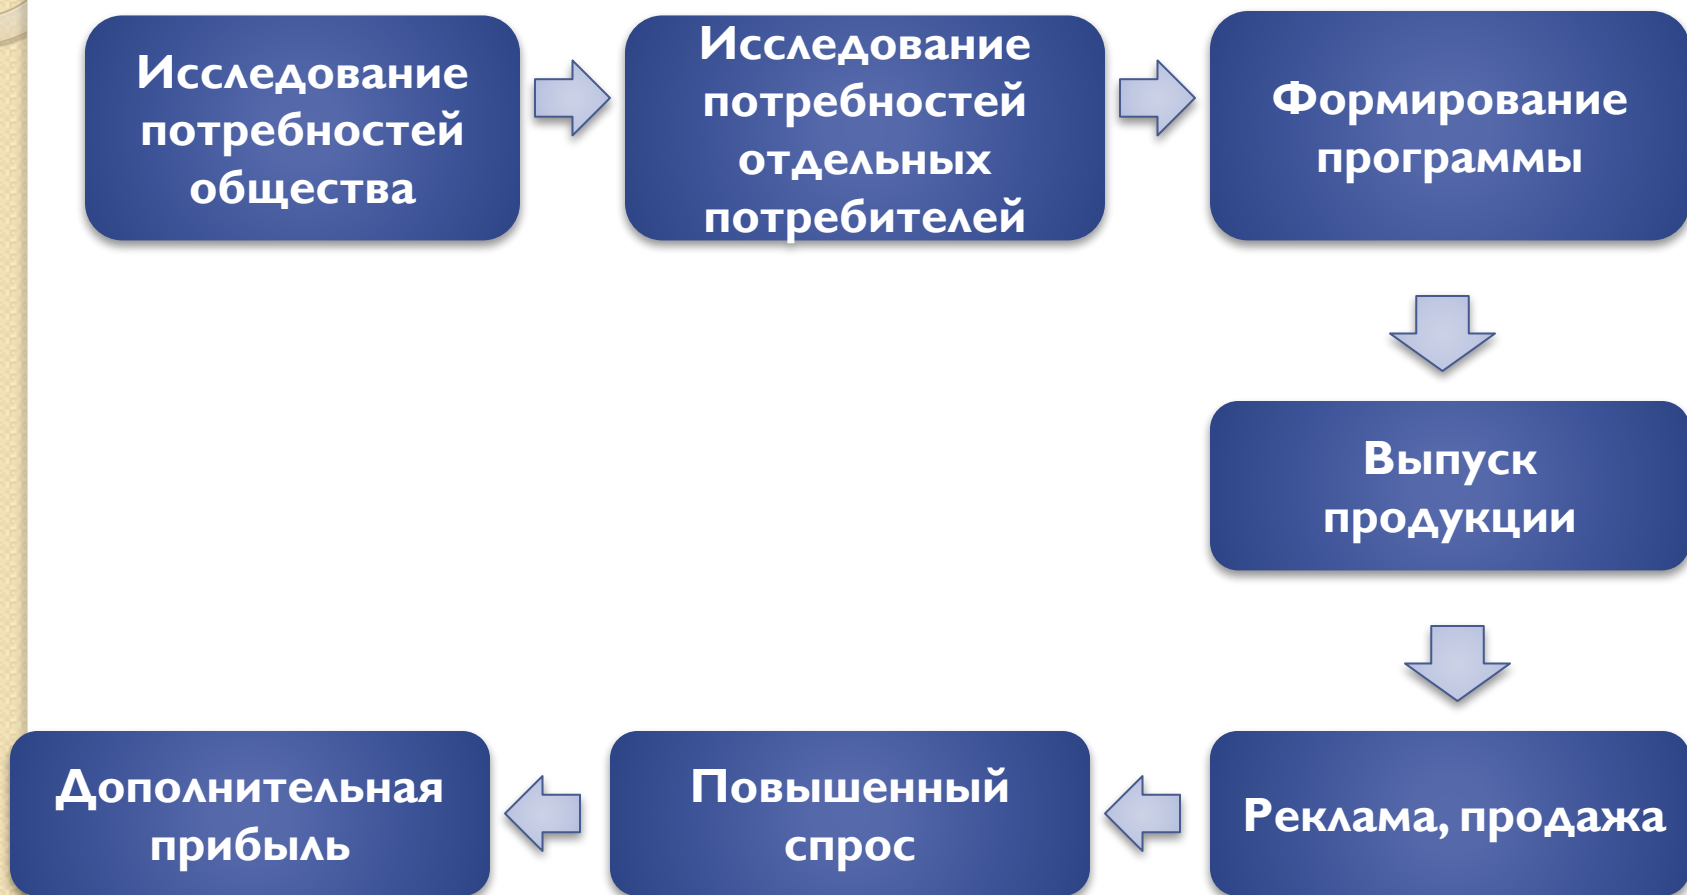 Исследование
потребностей
общества
Исследование
потребностей
отдельных
потребителей
Формирование
программы
Выпуск
продукции
Реклама, продажа
Повышенный
спрос
Дополнительная
прибыль